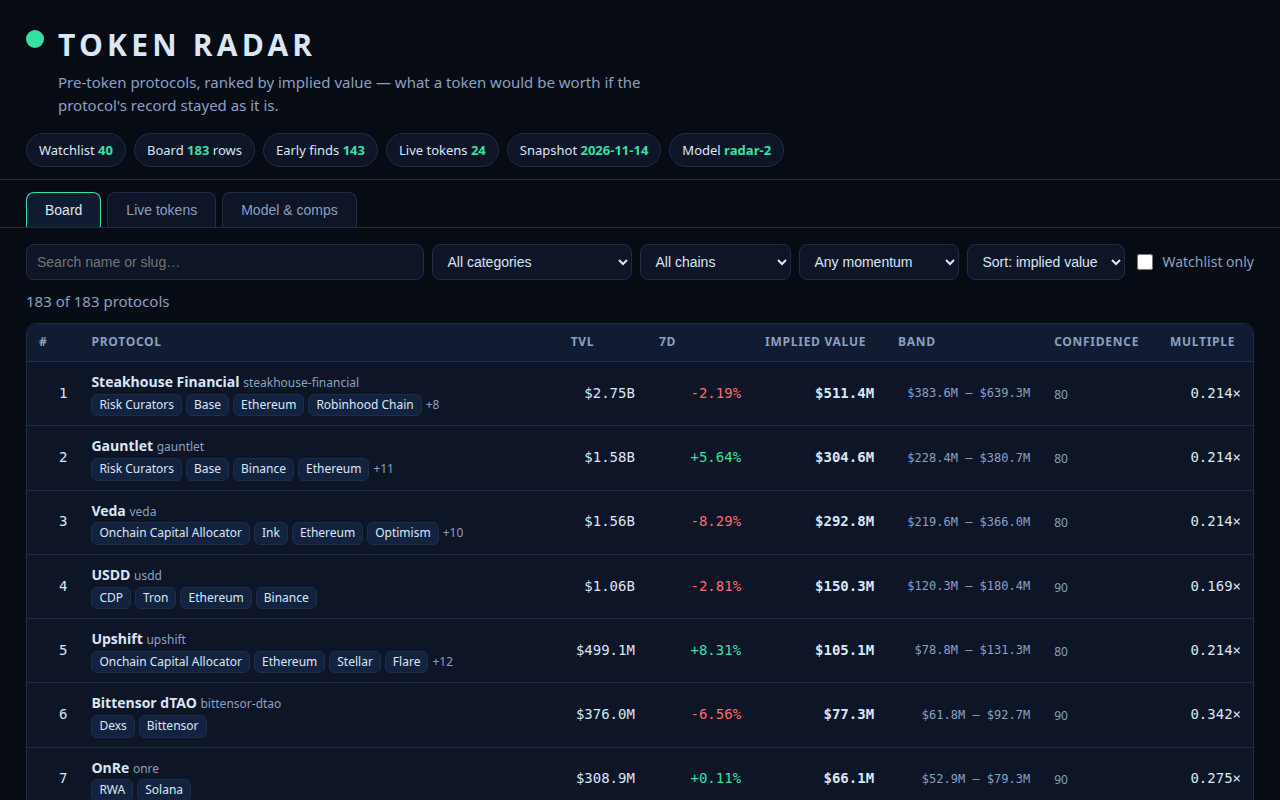 TOKEN RADAR
Pre-token protocols, ranked by implied value — what a token would be worth if the
protocol's record stayed as it is.
Watchlist 40 Board 183 rows Early finds 143 Live tokens 24 Snapshot 2026-11-14 Model radar-2
Board Live tokens Model & comps
Search name or slug… All categories All chains Any momentum Sort: implied value Watchlist only
183 of 183 protocols
# PROTOCOL TVL 7D IMPLIED VALUE BAND CONFIDENCE MULTIPLE
1 Steakhouse Financial steakhouse-financial $2.75B -2.19% $511.4M $383.6M — $639.3M 80 0.214×
Risk Curators Base Ethereum Robinhood Chain +8
2 Gauntlet gauntlet $1.58B +5.64% $304.6M $228.4M — $380.7M 80 0.214×
Risk Curators Base Binance Ethereum +11
3 Veda veda $1.56B -8.29% $292.8M $219.6M — $366.0M 80 0.214×
Onchain Capital Allocator Ink Ethereum Optimism +10
4 USDD usdd $1.06B -2.81% $150.3M $120.3M — $180.4M 90 0.169×
CDP Tron Ethereum Binance
5 Upshift upshift $499.1M +8.31% $105.1M $78.8M — $131.3M 80 0.214×
Onchain Capital Allocator Ethereum Stellar Flare +12
6 Bittensor dTAO bittensor-dtao $376.0M -6.56% $77.3M $61.8M — $92.7M 90 0.342×
Dexs Bittensor
7 OnRe onre $308.9M +0.11% $66.1M $52.9M — $79.3M 90 0.275×
RWA Solana